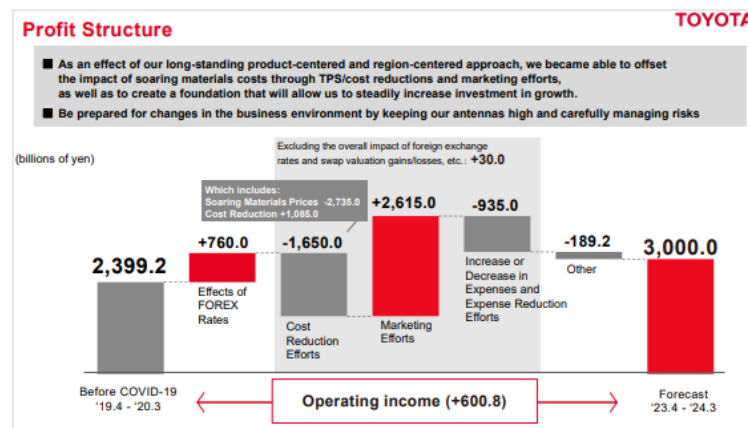 TOYOTA
Profit Structure
■ As an effect of our long-standing product-centered and region-centered approach, we became able to offset
the impact of soaring materials costs through TPS/cost reductions and marketing efforts,
as well as to create a foundation that will allow us to steadily increase investment in growth.
■ Be prepared for changes in the business environment by keeping our antennas high and carefully managing risks
(billions of yen)
Excluding the overall impact of foreign exchange
rates and swap valuation gains/losses, etc.: +30.0
Which includes:
Soaring Materials Prices -2,735.0
Cost Reduction +1,085.0
2,399.2
+760.0
-1,650.0
+2,615.0
-935.0
-189.2
3,000.0
Effects of
FOREX
Rates
Cost
Reduction
Efforts
Marketing
Efforts
Increase or
Decrease in
Expenses and
Expense Reduction
Efforts
Other
Before COVID-19
'19.4 - '20.3
Operating income (+600.8)
Forecast
'23.4 - '24.3